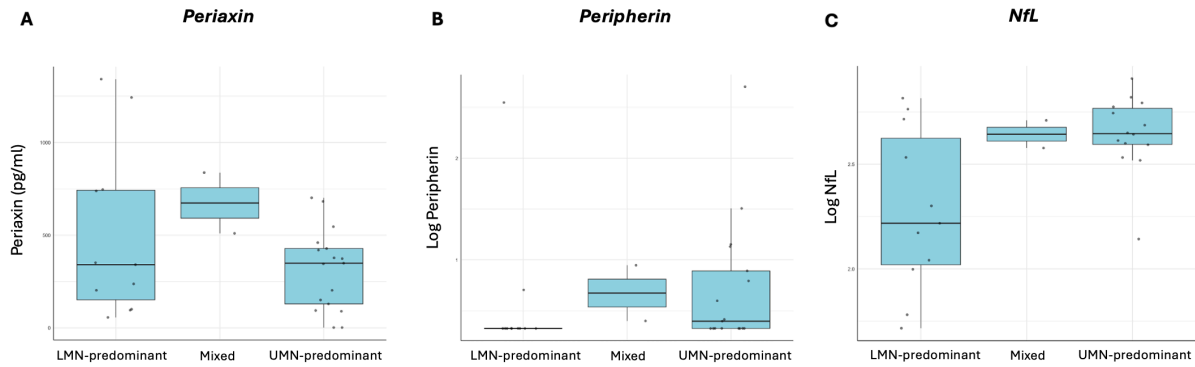 A
Periaxin
Periaxin (pg/ml)
1000
500
0
LMN-predominant
Mixed
UMN-predominant
B
Peripherin
Log Peripherin
2
1
LMN-predominant
Mixed
UMN-predominant
C
NfL
Log NfL
2.5
2.0
LMN-predominant
Mixed
UMN-predominant